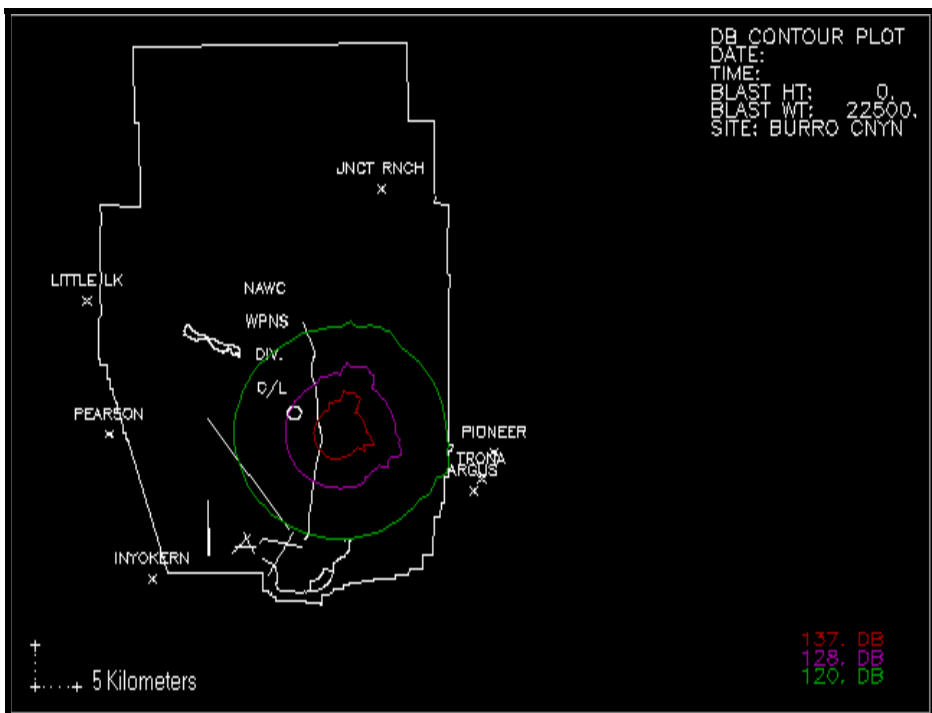 DB CONTOUR PLOT
DATE:
TIME:
BLAST HT: 0.
BLAST WT: 22500.
SITE: BURRO CNYN
JNCT RNCH
LITTLE LK
NAWC
WPNS
DIV.
C/L
PEARSON
PIONEER
TRONA
ARGUS
INYOKERN
137. DB
128. DB
120. DB
5 Kilometers